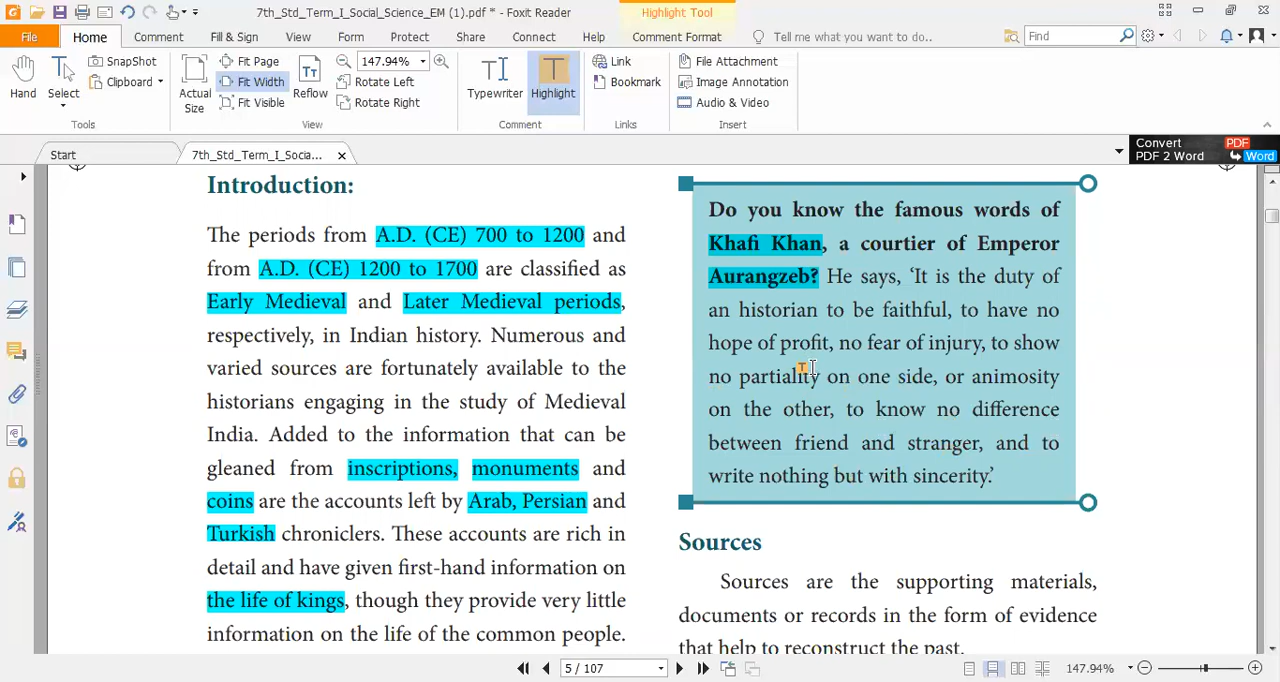 7th_Std_Term_I_Social_Science_EM (1).pdf * - Foxit Reader
Highlight Tool
File Home Comment Fill & Sign View Form Protect Share Connect Help Comment Format Tell me what you want to do.. Find
Hand
Select
SnapShot
Clipboard
Tools
Actual Size
Fit Page
Fit Width
Fit Visible
Reflow
147.94%
Rotate Left
Rotate Right
View
Typewriter
Highlight
Comment
Link
Bookmark
Links
File Attachment
Image Annotation
Audio & Video
Insert
Start
7th_Std_Term_I_Socia...
Convert PDF
PDF 2 Word Word
Introduction:
The periods from A.D. (CE) 700 to 1200 and
from A.D. (CE) 1200 to 1700 are classified as
Early Medieval and Later Medieval periods,
respectively, in Indian history. Numerous and
varied sources are fortunately available to the
historians engaging in the study of Medieval
India. Added to the information that can be
gleaned from inscriptions, monuments and
coins are the accounts left by Arab, Persian and
Turkish chroniclers. These accounts are rich in
detail and have given first-hand information on
the life of kings, though they provide very little
information on the life of the common people.
Do you know the famous words of
Khafi Khan, a courtier of Emperor
Aurangzeb? He says, ‘It is the duty of
an historian to be faithful, to have no
hope of profit, no fear of injury, to show
no partiality on one side, or animosity
on the other, to know no difference
between friend and stranger, and to
write nothing but with sincerity.’
Sources
Sources are the supporting materials,
documents or records in the form of evidence
that help to reconstruct the past.
5 / 107
147.94%